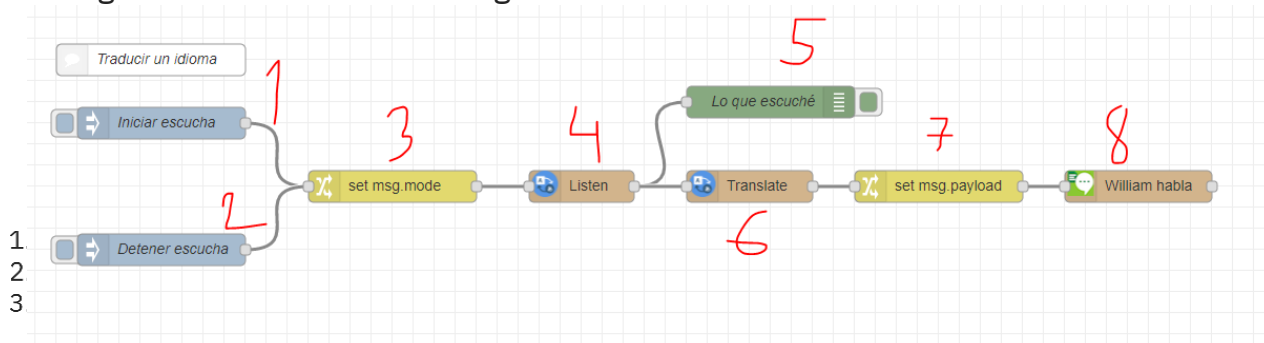 5
Traducir un idioma
1
Lo que escuché
Iniciar escucha
3
4
7
8
set msg.mode
Listen
Translate
set msg.payload
William habla
2
6
1
Detener escucha
2
3